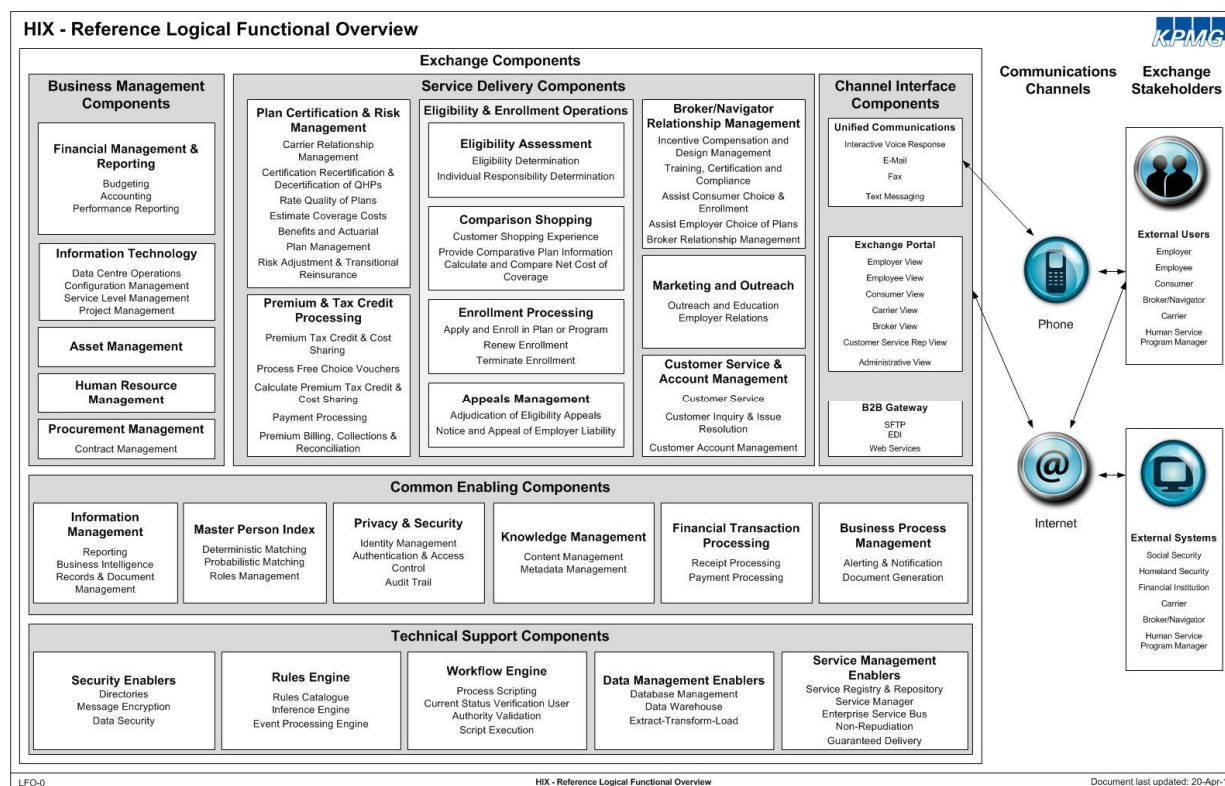 HIX - Reference Logical Functional Overview
KPMG
Exchange Components
Business Management
Components
Financial Management &
Reporting
Budgeting
Accounting
Performance Reporting
Information Technology
Data Centre Operations
Configuration Management
Service Level Management
Project Management
Asset Management
Human Resource
Management
Procurement Management
Contract Management
Service Delivery Components
Plan Certification & Risk
Management
Carrier Relationship
Management
Certification Recertification &
Decertification of QHPs
Rate Quality of Plans
Estimate Coverage Costs
Benefits and Actuarial
Plan Management
Risk Adjustment & Transitional
Reinsurance
Premium & Tax Credit
Processing
Premium Tax Credit & Cost
Sharing
Process Free Choice Vouchers
Calculate Premium Tax Credit &
Cost Sharing
Payment Processing
Premium Billing, Collections &
Reconciliation
Eligibility & Enrollment Operations
Eligibility Assessment
Eligibility Determination
Individual Responsibility Determination
Comparison Shopping
Customer Shopping Experience
Provide Comparative Plan Information
Calculate and Compare Net Cost of
Coverage
Enrollment Processing
Apply and Enroll in Plan or Program
Renew Enrollment
Terminate Enrollment
Appeals Management
Adjudication of Eligibility Appeals
Notice and Appeal of Employer Liability
Broker/Navigator
Relationship Management
Incentive Compensation and
Design Management
Training, Certification and
Compliance
Assist Consumer Choice &
Enrollment
Assist Employer Choice of Plans
Broker Relationship Management
Marketing and Outreach
Outreach and Education
Employer Relations
Customer Service &
Account Management
Customer Service
Customer Inquiry & Issue
Resolution
Customer Account Management
Channel Interface
Components
Unified Communications
Interactive Voice Response
E-Mail
Fax
Text Messaging
Exchange Portal
Employer View
Employee View
Consumer View
Carrier View
Broker View
Customer Service Rep View
Administrative View
B2B Gateway
SFTP
EDI
Web Services
Communications
Channels
Phone
@
Internet
Exchange
Stakeholders
External Users
Employer
Employee
Consumer
Broker/Navigator
Carrier
Human Service
Program Manager
External Systems
Social Security
Homeland Security
Financial Institution
Carrier
Broker/Navigator
Human Service
Program Manager
Common Enabling Components
Information
Management
Reporting
Business Intelligence
Records & Document
Management
Master Person Index
Deterministic Matching
Probabilistic Matching
Roles Management
Privacy & Security
Identity Management
Authentication & Access
Control
Audit Trail
Knowledge Management
Content Management
Metadata Management
Financial Transaction
Processing
Receipt Processing
Payment Processing
Business Process
Management
Alerting & Notification
Document Generation
Technical Support Components
Security Enablers
Directories
Message Encryption
Data Security
Rules Engine
Rules Catalogue
Inference Engine
Event Processing Engine
Workflow Engine
Process Scripting
Current Status Verification User
Authority Validation
Script Execution
Data Management Enablers
Database Management
Data Warehouse
Extract-Transform-Load
Service Management
Enablers
Service Registry & Repository
Service Manager
Enterprise Service Bus
Non-Repudiation
Guaranteed Delivery
LFO-0
HIX - Reference Logical Functional Overview
Document last updated: 20-Apr-1